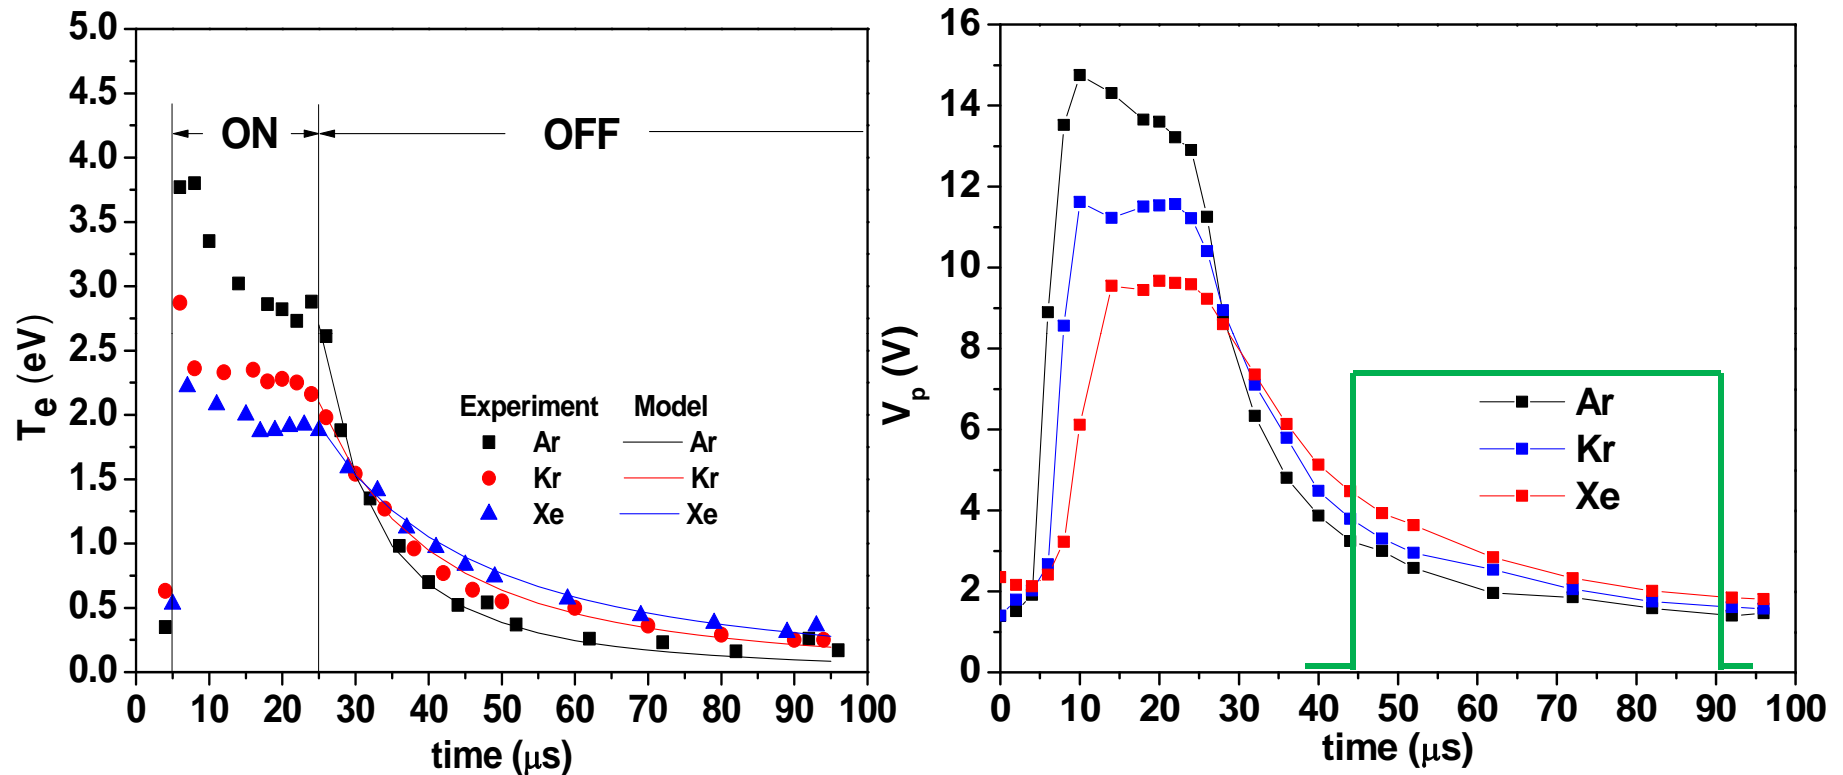 5.0
4.5
4.0
3.5
3.0
2.5
2.0
1.5
1.0
0.5
0.0
Te (eV)
ON
OFF
Experiment Model
Ar Ar
Kr Kr
Xe Xe
0 10 20 30 40 50 60 70 80 90 100
time (μs)
16
14
12
10
8
6
4
2
0
Vp (V)
Ar
Kr
Xe
0 10 20 30 40 50 60 70 80 90 100
time (μs)